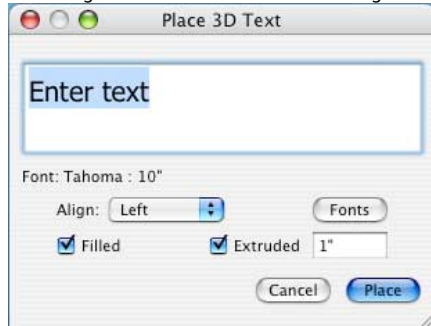 Place 3D Text
Enter text
Font: Tahoma : 10"
Align: Left Fonts
Filled Extruded 1"
Cancel Place